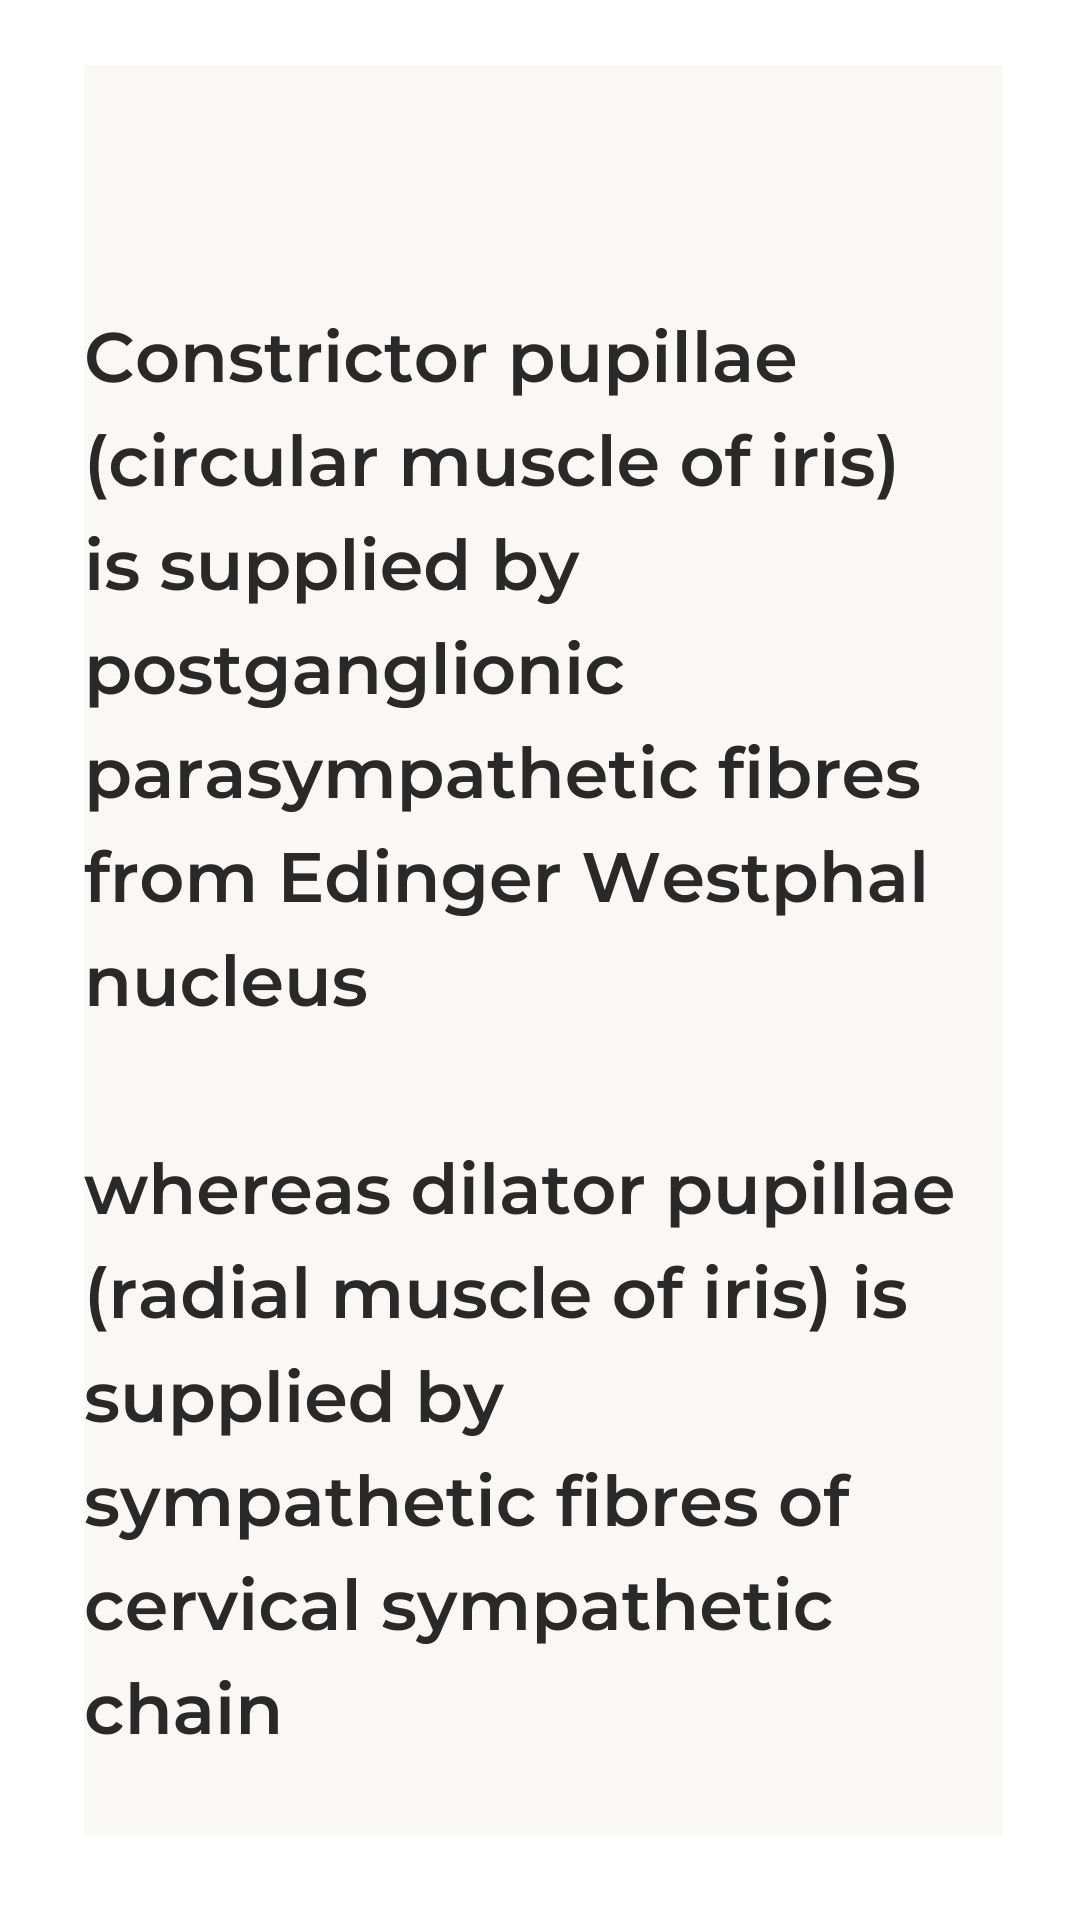 Constrictor pupillae
(circular muscle of iris)
is supplied by
postganglionic
parasympathetic fibres
from Edinger Westphal
nucleus
whereas dilator pupillae
(radial muscle of iris) is
supplied by
sympathetic fibres of
cervical sympathetic
chain